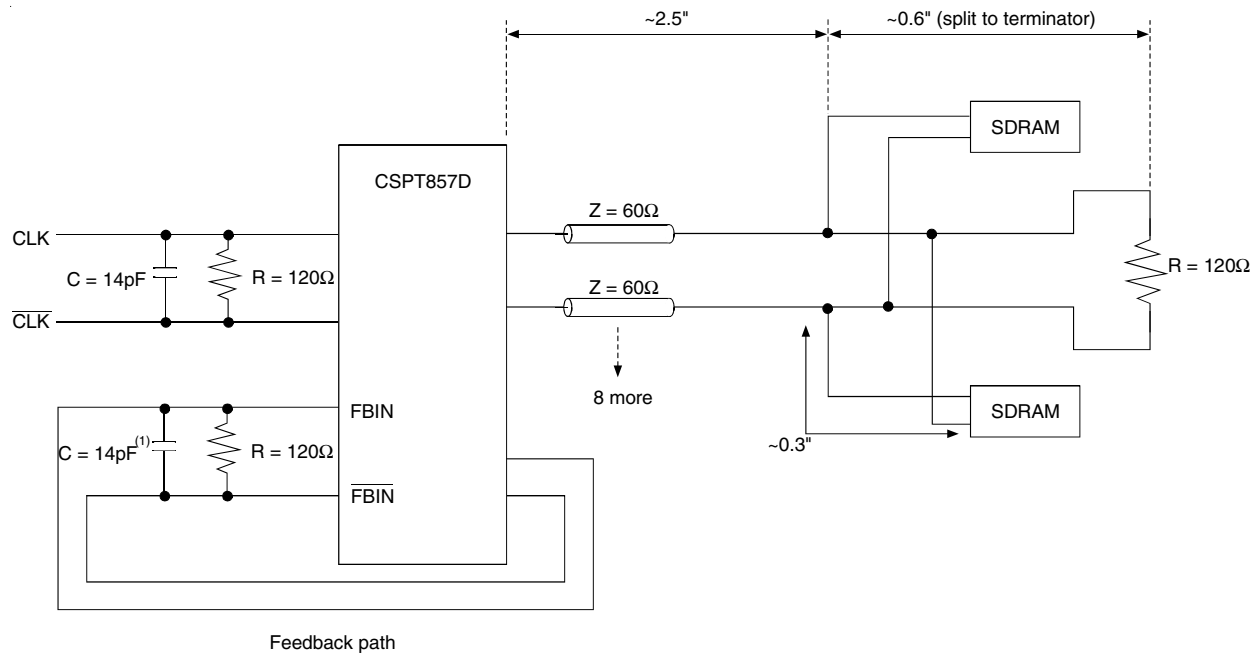 ~2.5"
~0.6" (split to terminator)
SDRAM
CSPT857D
Z = 60Ω
CLK
C = 14pF
R = 120Ω
R = 120Ω
CLK
Z = 60Ω
8 more
FBIN
SDRAM
C = 14pF(1)
R = 120Ω
~0.3"
FBIN
Feedback path